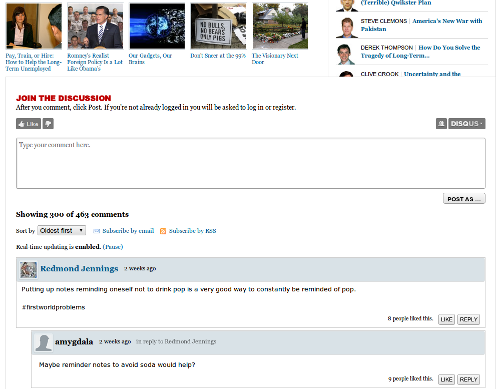 (Terrible) Qwikster Plan
STEVE CLEMONS | America's New War with
Pakistan
DEREK THOMPSON | How Do You Solve the
Tragedy of Long-Term...
CLIVE CROOK | Uncertainty and the
NO BULLS,
NO BEARS
ONLY PIGS
Pay, Train, or Hire:
How to Help the Long-
Term Unemployed
Romney's Realist
Foreign Policy Is a Lot
Like Obama's
Our Gadgets, Our
Brains
Don't Sneer at the 99%
The Visionary Next
Door
JOIN THE DISCUSSION
After you comment, click Post. If you're not already logged in you will be asked to log in or register.
Like
DISQUS
Type your comment here.
POST AS ...
Showing 300 of 463 comments
Sort by Oldest first Subscribe by email Subscribe by RSS
Real-time updating is enabled. (Pause)
Redmond Jennings 2 weeks ago
Putting up notes reminding oneself not to drink pop is a very good way to constantly be reminded of pop.
#firstworldproblems
8 people liked this. LIKE REPLY
amygdala 2 weeks ago in reply to Redmond Jennings
Maybe reminder notes to avoid soda would help?
9 people liked this. LIKE REPLY